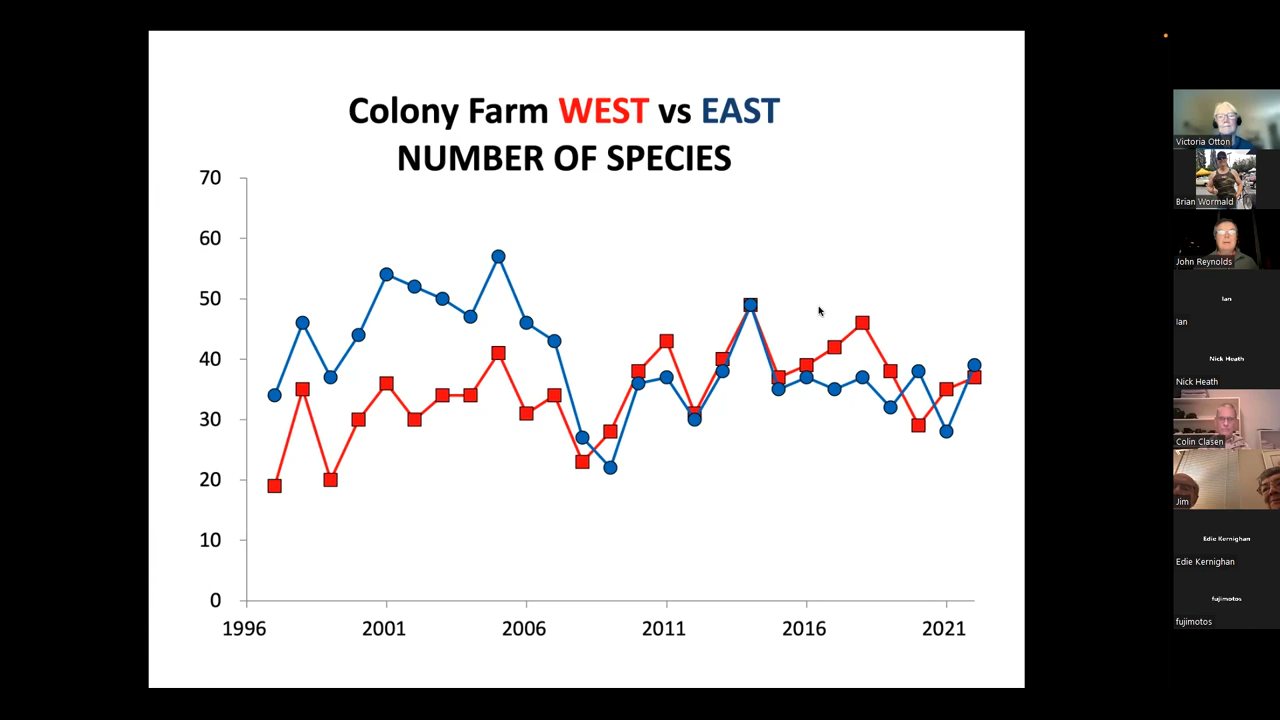 Colony Farm WEST vs EAST
NUMBER OF SPECIES
70
60
50
40
30
20
10
0
1996 2001 2006 2011 2016 2021
Victoria Otton
Brian Wormald
John Reynolds
Ian
Ian
Nick Heath
Nick Heath
Colin Clasen
Jim
Edie Kernighan
Edie Kernighan
fujimotos
fujimotos